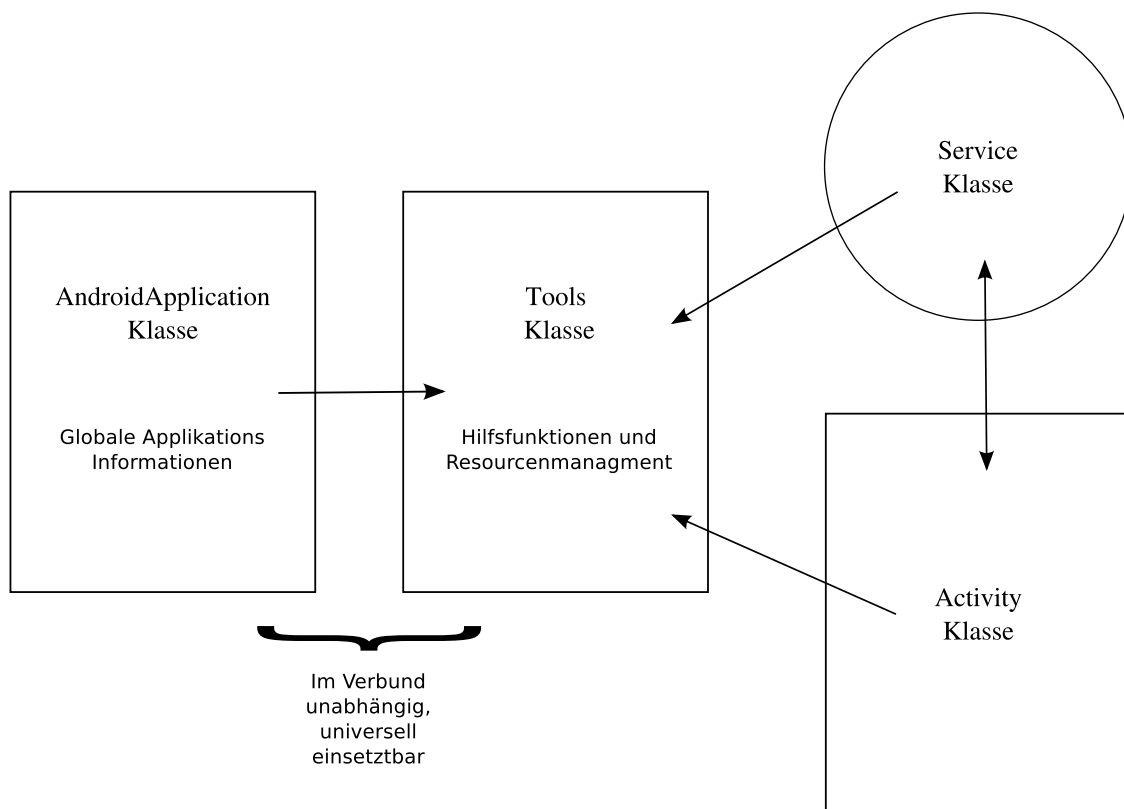 AndroidApplication
Klasse
Globale Applikations
Informationen
Tools
Klasse
Hilfsfunktionen und
Resourcenmanagment
Service
Klasse
Activity
Klasse
Im Verbund
unabhängig,
universell
einsetztbar